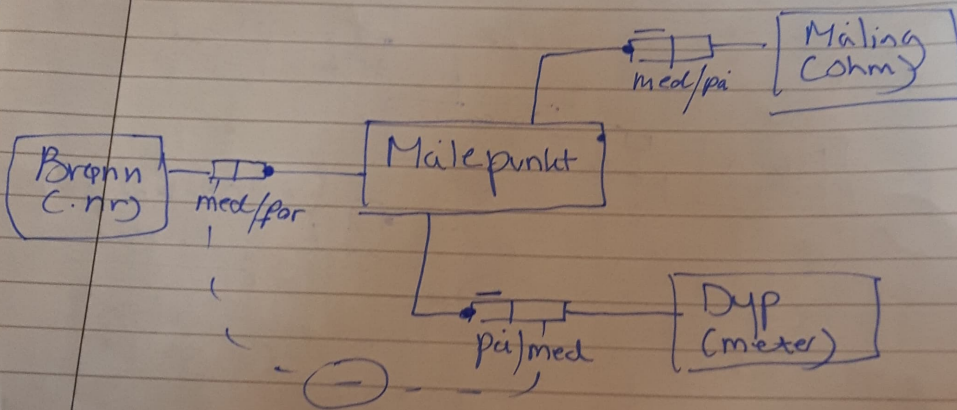 Måling
(ohm)
med/på
Målepunkt
Brønn
(.nr)
med/for
Dyp
(meter)
på/med